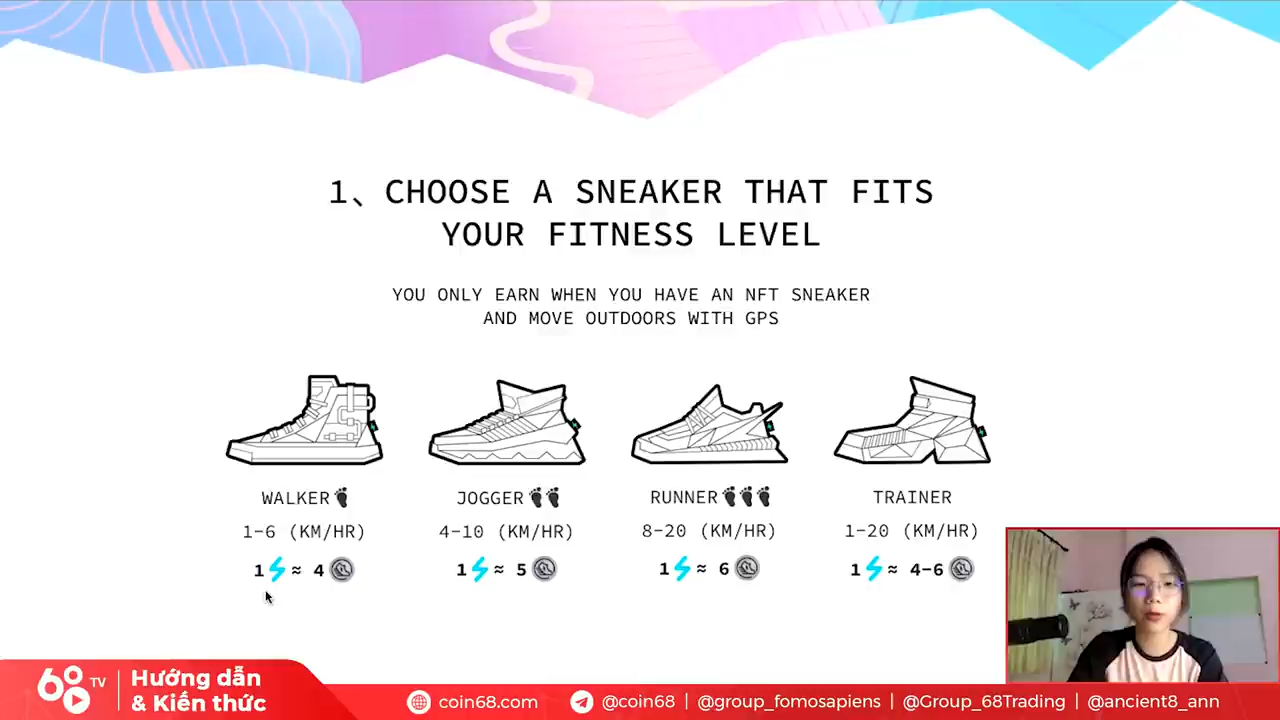 1、CHOOSE A SNEAKER THAT FITS
YOUR FITNESS LEVEL
YOU ONLY EARN WHEN YOU HAVE AN NFT SNEAKER
AND MOVE OUTDOORS WITH GPS
WALKER
JOGGER
RUNNER
TRAINER
1-6 (KM/HR)
4-10 (KM/HR)
8-20 (KM/HR)
1-20 (KM/HR)
1 ≈ 4
1 ≈ 5
1 ≈ 6
1 ≈ 4-6
68 TV
Hướng dẫn
& Kiến thức
coin68.com
@coin68 | @group_fomosapiens | @Group_68Trading | @ancient8_ann